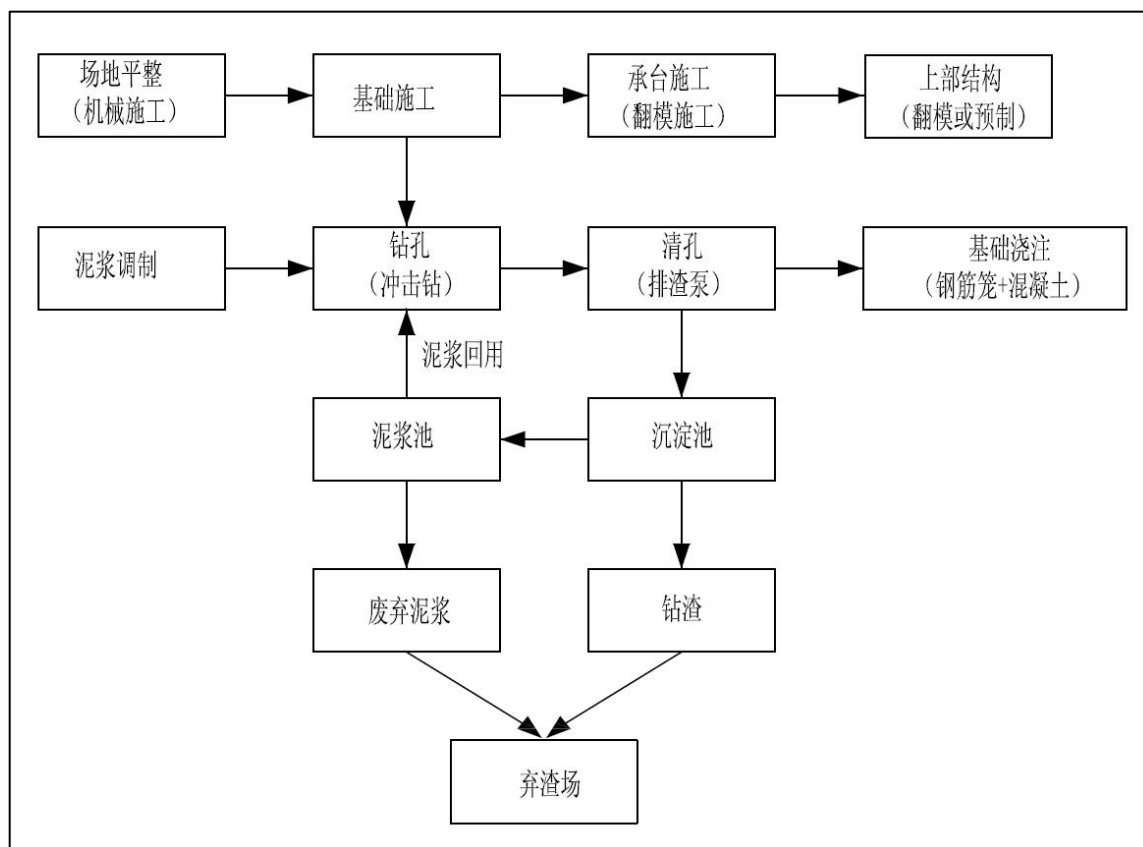 场地平整
（机械施工）
基础施工
承台施工
（翻模施工）
上部结构
（翻模或预制）
泥浆调制
钻孔
（冲击钻）
清孔
（排渣泵）
基础浇注
（钢筋笼+混凝土）
泥浆回用
泥浆池
沉淀池
废弃泥浆
钻渣
弃渣场